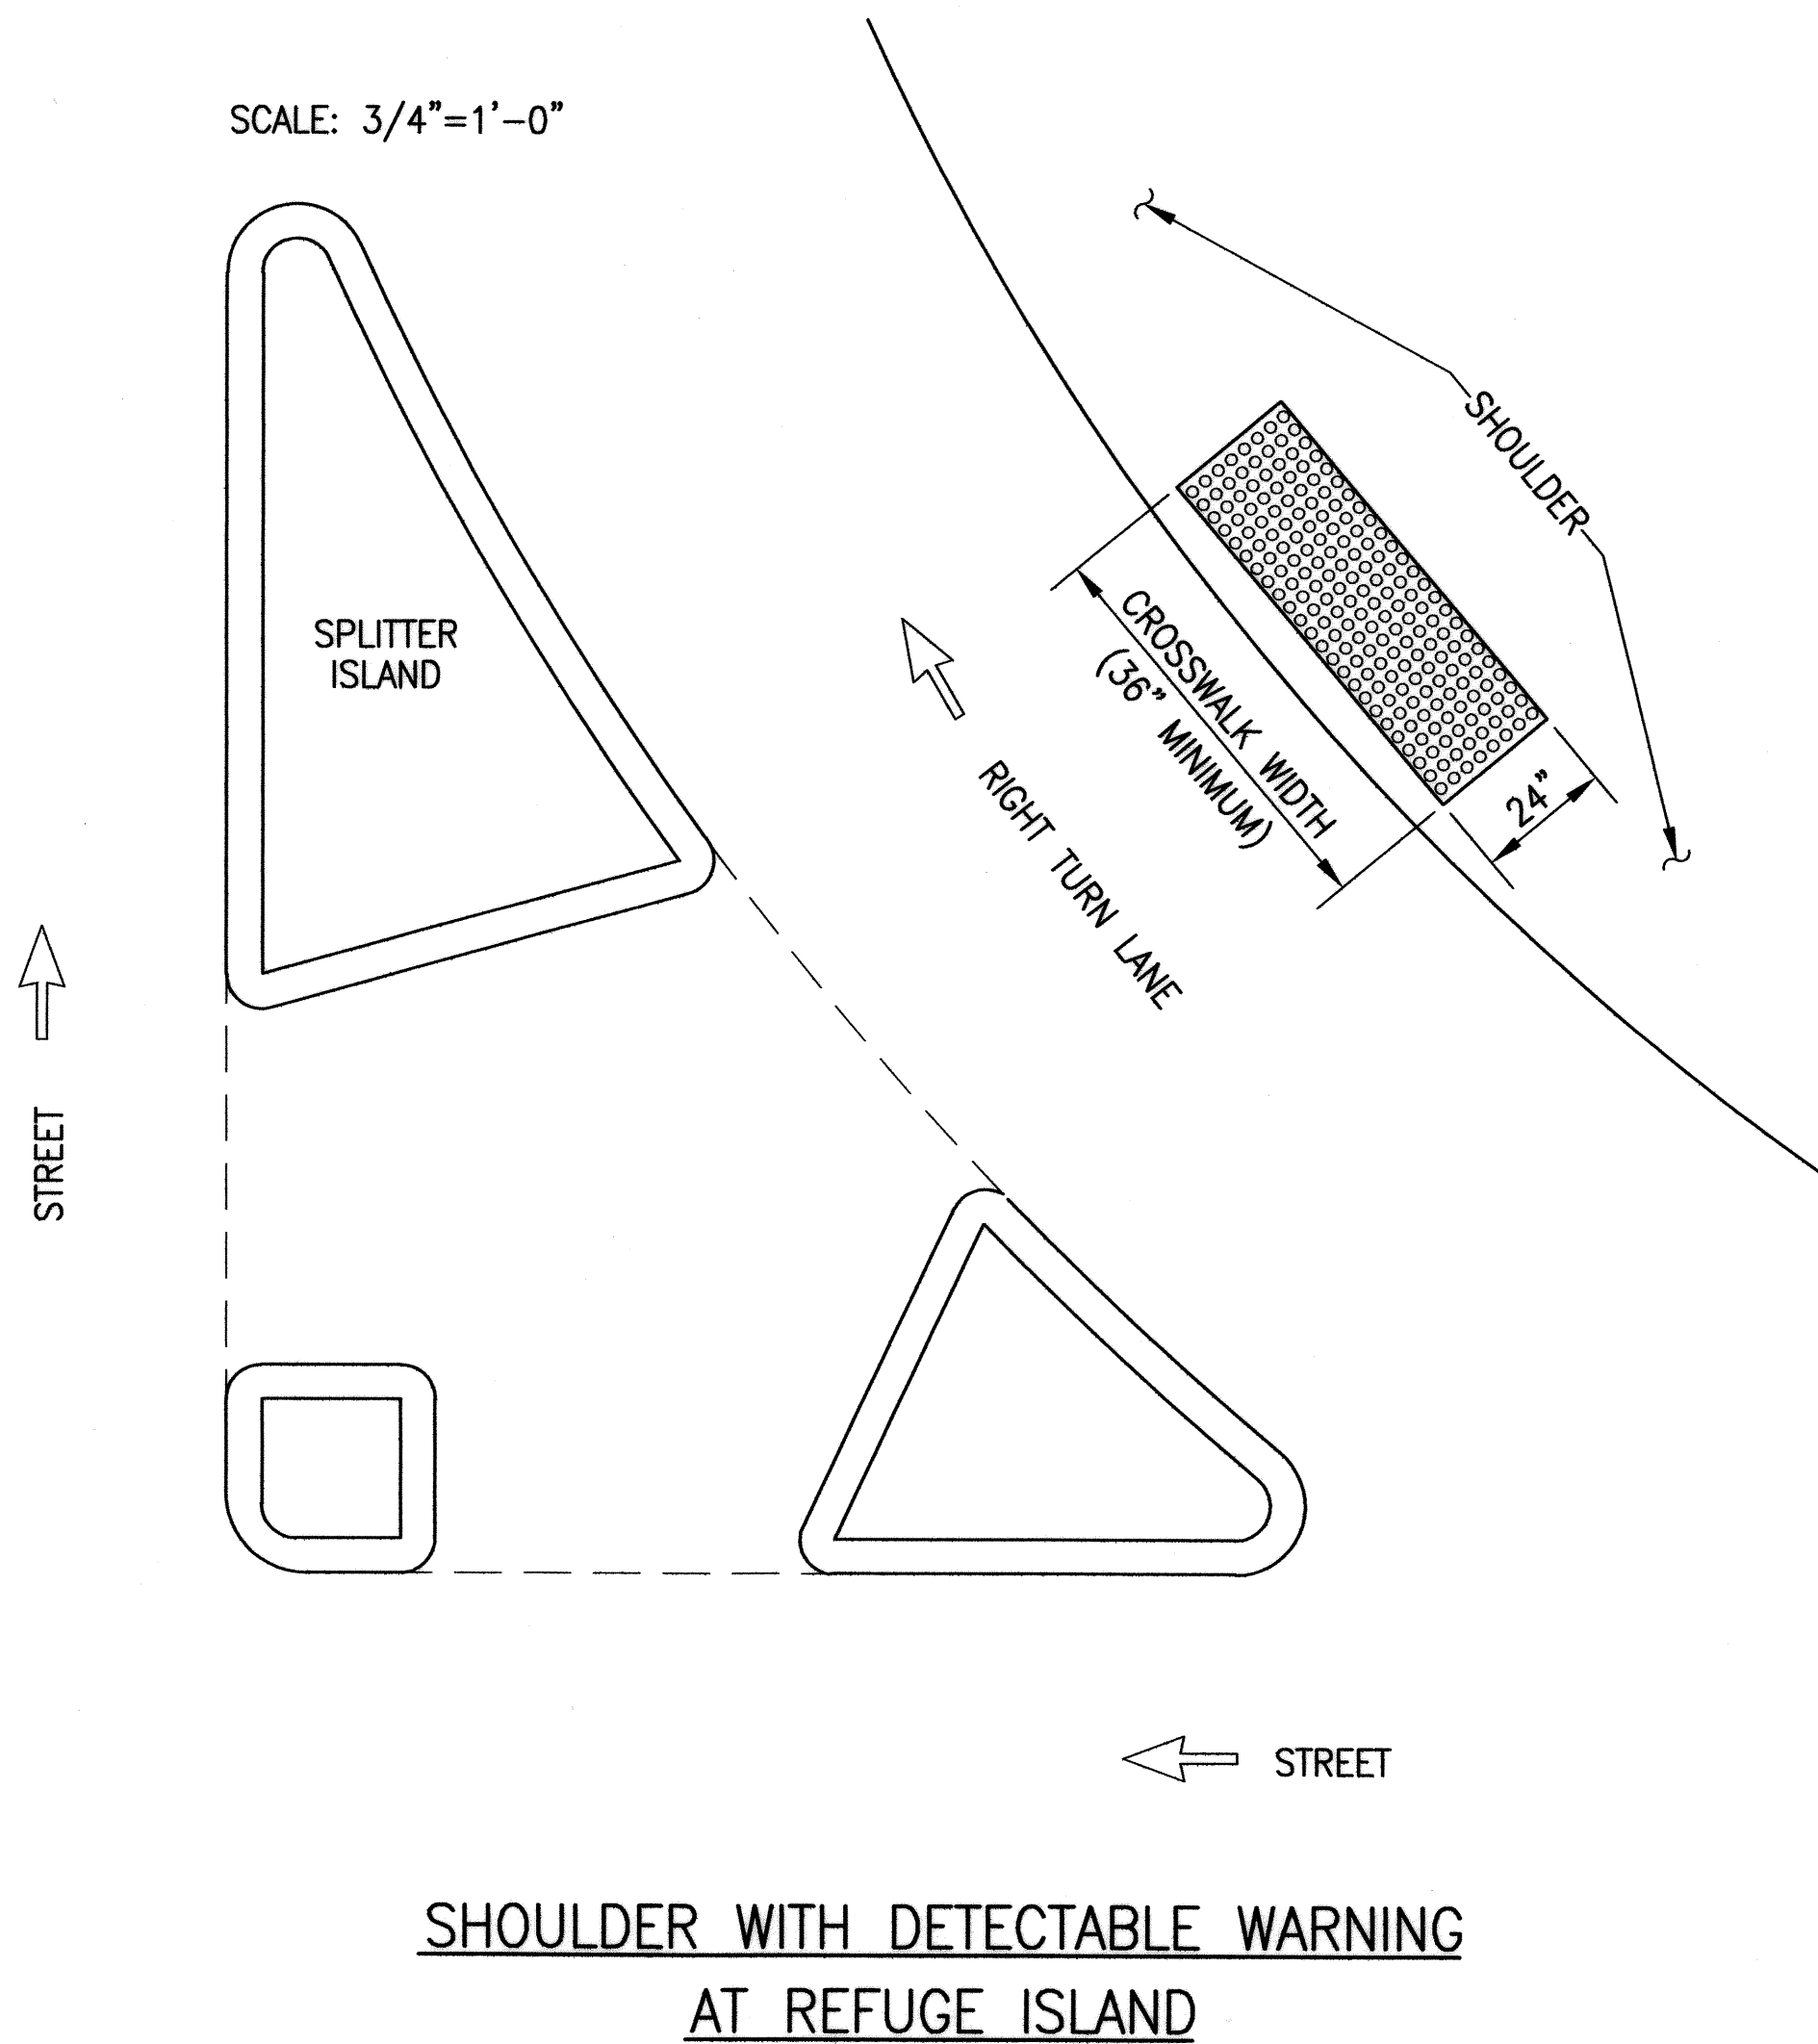 SCALE: 3/4"=1'-0"
SHOULDER
SPLITTER
ISLAND
CROSSWALK WIDTH
(36" MINIMUM)
24"
RIGHT TURN LANE
STREET
STREET
SHOULDER WITH DETECTABLE WARNING
AT REFUGE ISLAND